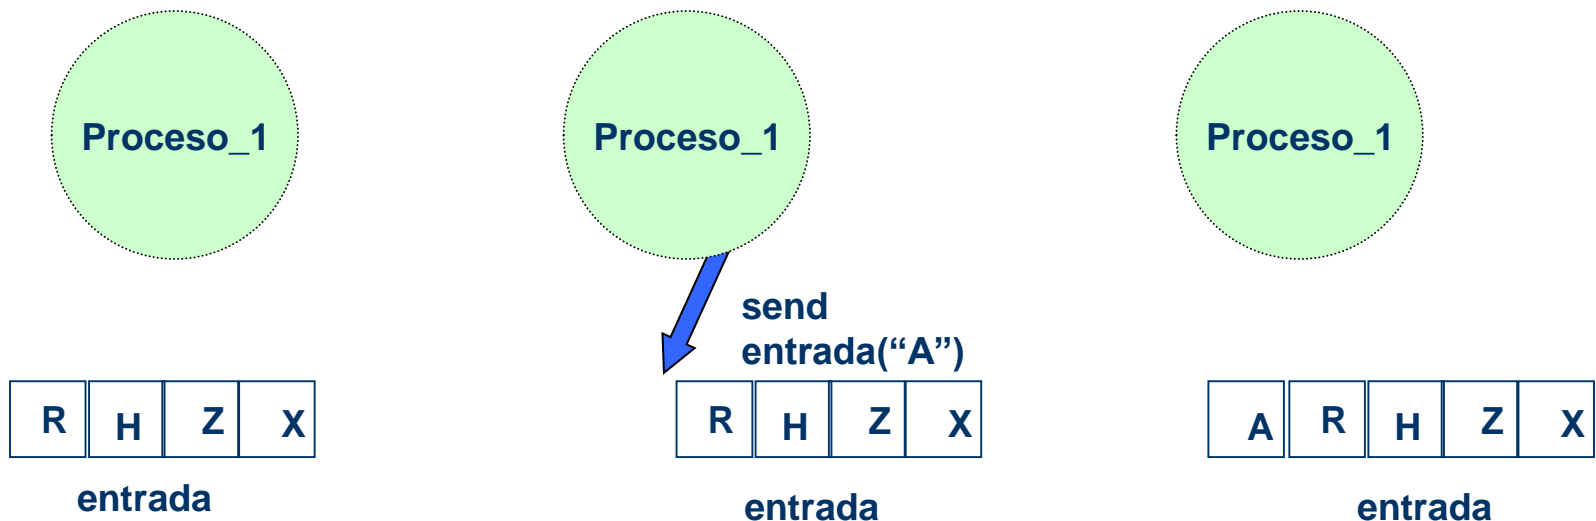 Proceso_1
Proceso_1
Proceso_1
send
entrada(“A”)
R H Z X
R H Z X
A R H Z X
entrada
entrada
entrada